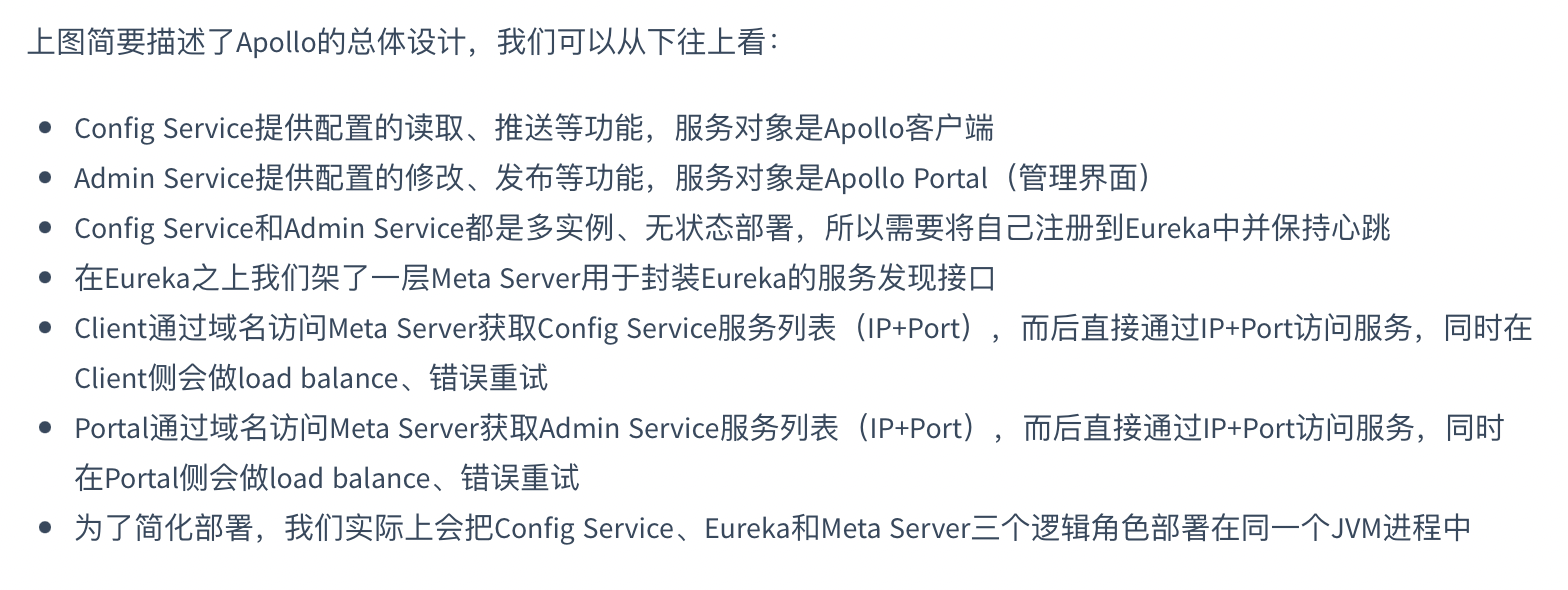 上图简要描述了Apollo的总体设计，我们可以从下往上看：
Config Service提供配置的读取、推送等功能，服务对象是Apollo客户端
Admin Service提供配置的修改、发布等功能，服务对象是Apollo Portal（管理界面）
Config Service和Admin Service都是多实例、无状态部署，所以需要将自己注册到Eureka中并保持心跳
在Eureka之上我们架了一层Meta Server用于封装Eureka的服务发现接口
Client通过域名访问Meta Server获取Config Service服务列表（IP+Port），而后直接通过IP+Port访问服务，同时在
Client侧会做load balance、错误重试
Portal通过域名访问Meta Server获取Admin Service服务列表（IP+Port），而后直接通过IP+Port访问服务，同时
在Portal侧会做load balance、错误重试
为了简化部署，我们实际上会把Config Service、Eureka和Meta Server三个逻辑角色部署在同一个JVM进程中